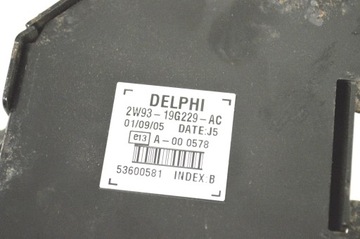 DELPHI
2W93-19G229-AC
01/09/05 DATE:J5
e13 A-00 0578
53600581 INDEX:B